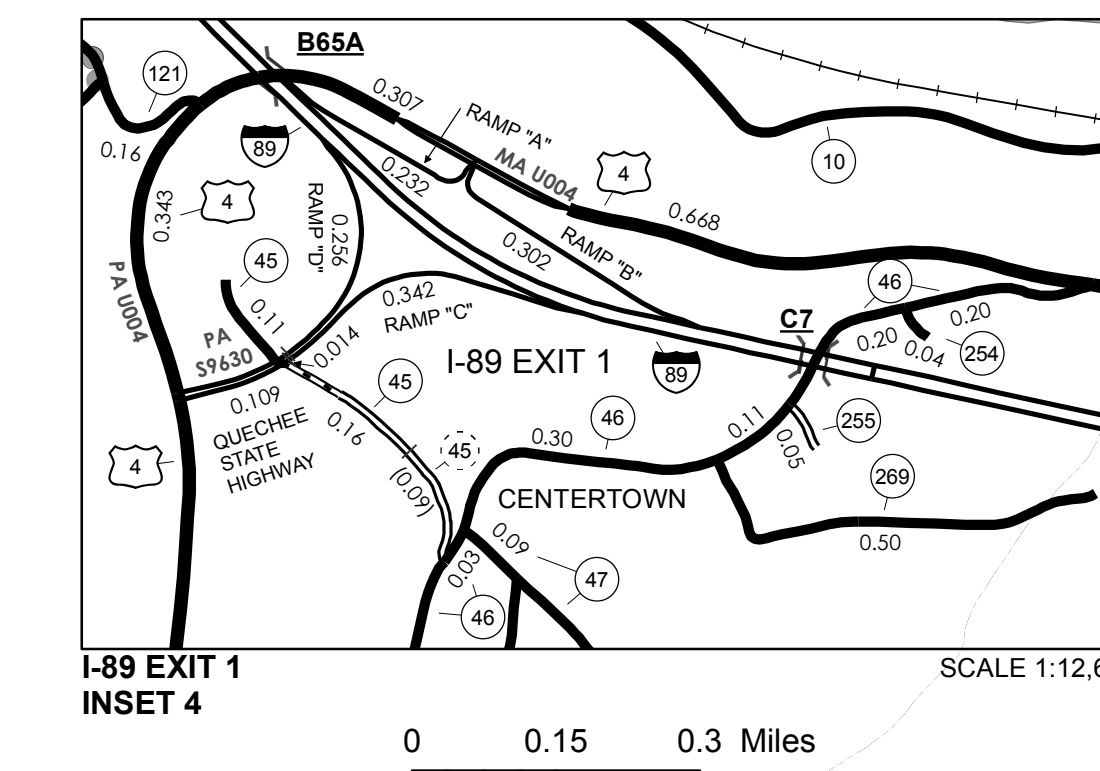 B65A
121
0.307
RAMP "A"
0.16
89
MA U004
4
10
0.232
4
0.343
RAMP "D"
0.256
0.668
RAMP "B"
0.302
45
46
PA U004
0.11
0.342
RAMP "C"
C7
0.20
0.20
0.04
254
PA
S9630
0.014
I-89 EXIT 1
89
45
0.109
QUECHEE
STATE
HIGHWAY
0.16
46
0.30
0.11
255
0.05
4
45
(0.09)
269
CENTERTOWN
0.50
0.09
0.03
47
46
I-89 EXIT 1
INSET 4
SCALE 1:12,6
0 0.15 0.3 Miles